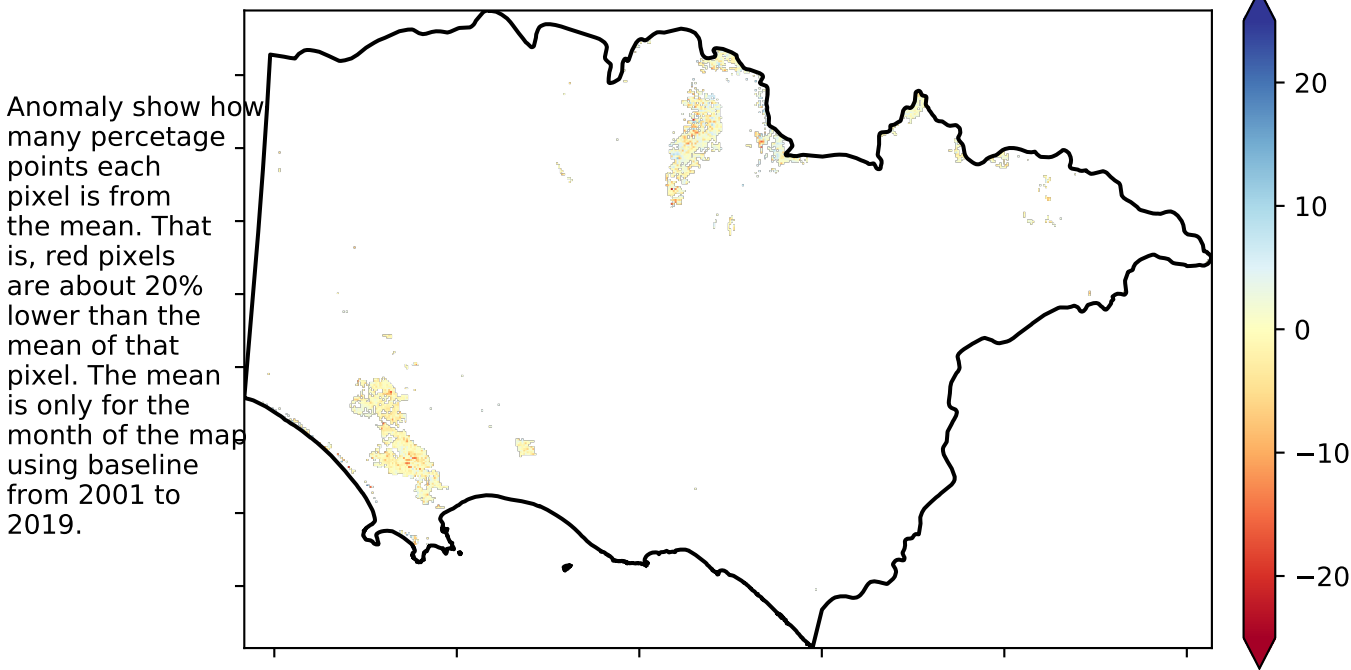 Anomaly show how
many percetage
points each
pixel is from
the mean. That
is, red pixels
are about 20%
lower than the
mean of that
pixel. The mean
is only for the
month of the map
using baseline
from 2001 to
2019.
20
10
0
−10
−20